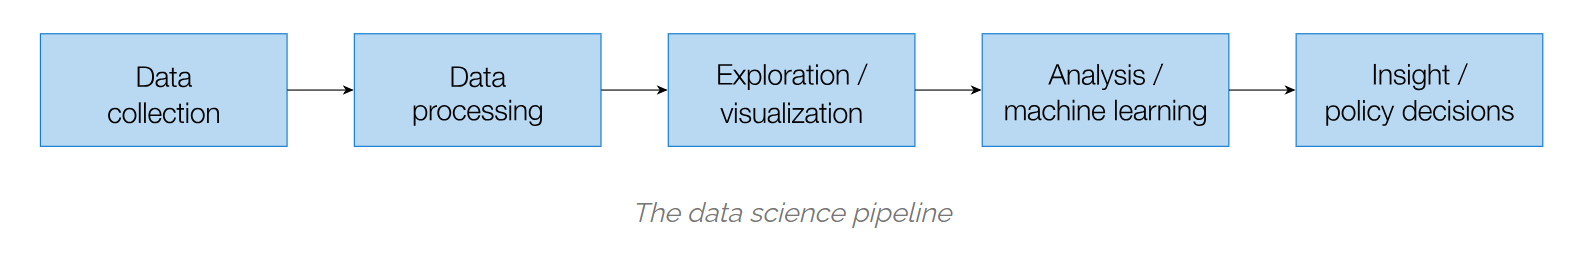 Data
collection
Data
processing
Exploration /
visualization
Analysis /
machine learning
Insight /
policy decisions
The data science pipeline